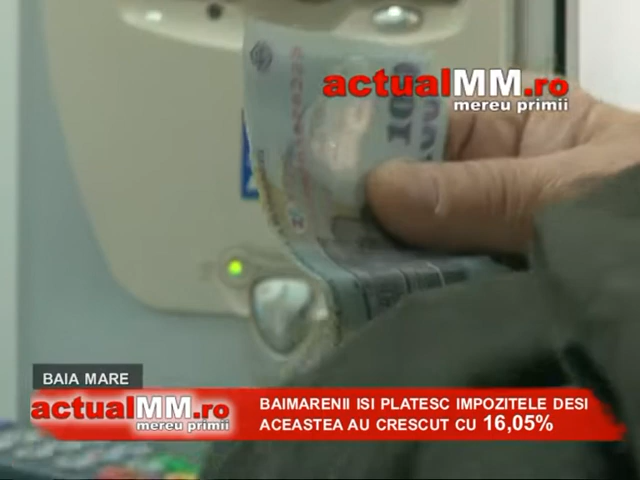 actualMM.ro
mereu primii
100
BAIA MARE
actualMM.ro
mereu primii
BAIMARENII ISI PLATESC IMPOZITELE DESI
ACEASTEA AU CRESCUT CU 16,05%